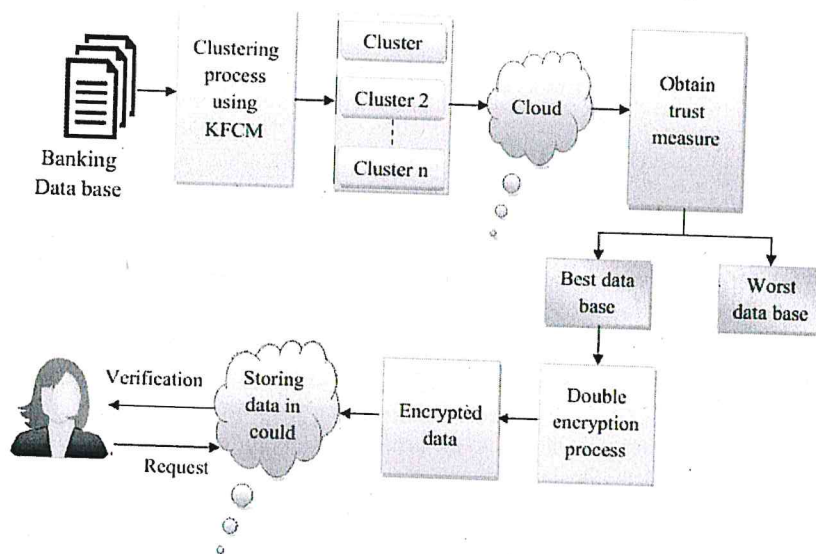 Clustering
process
using
KFCM
Cluster
Cluster 2
Cluster n
Cloud
Obtain
trust
measure
Banking
Data base
Best data
base
Worst
data base
Verification
Request
Storing
data in
could
Encrypted
data
Double
encryption
process